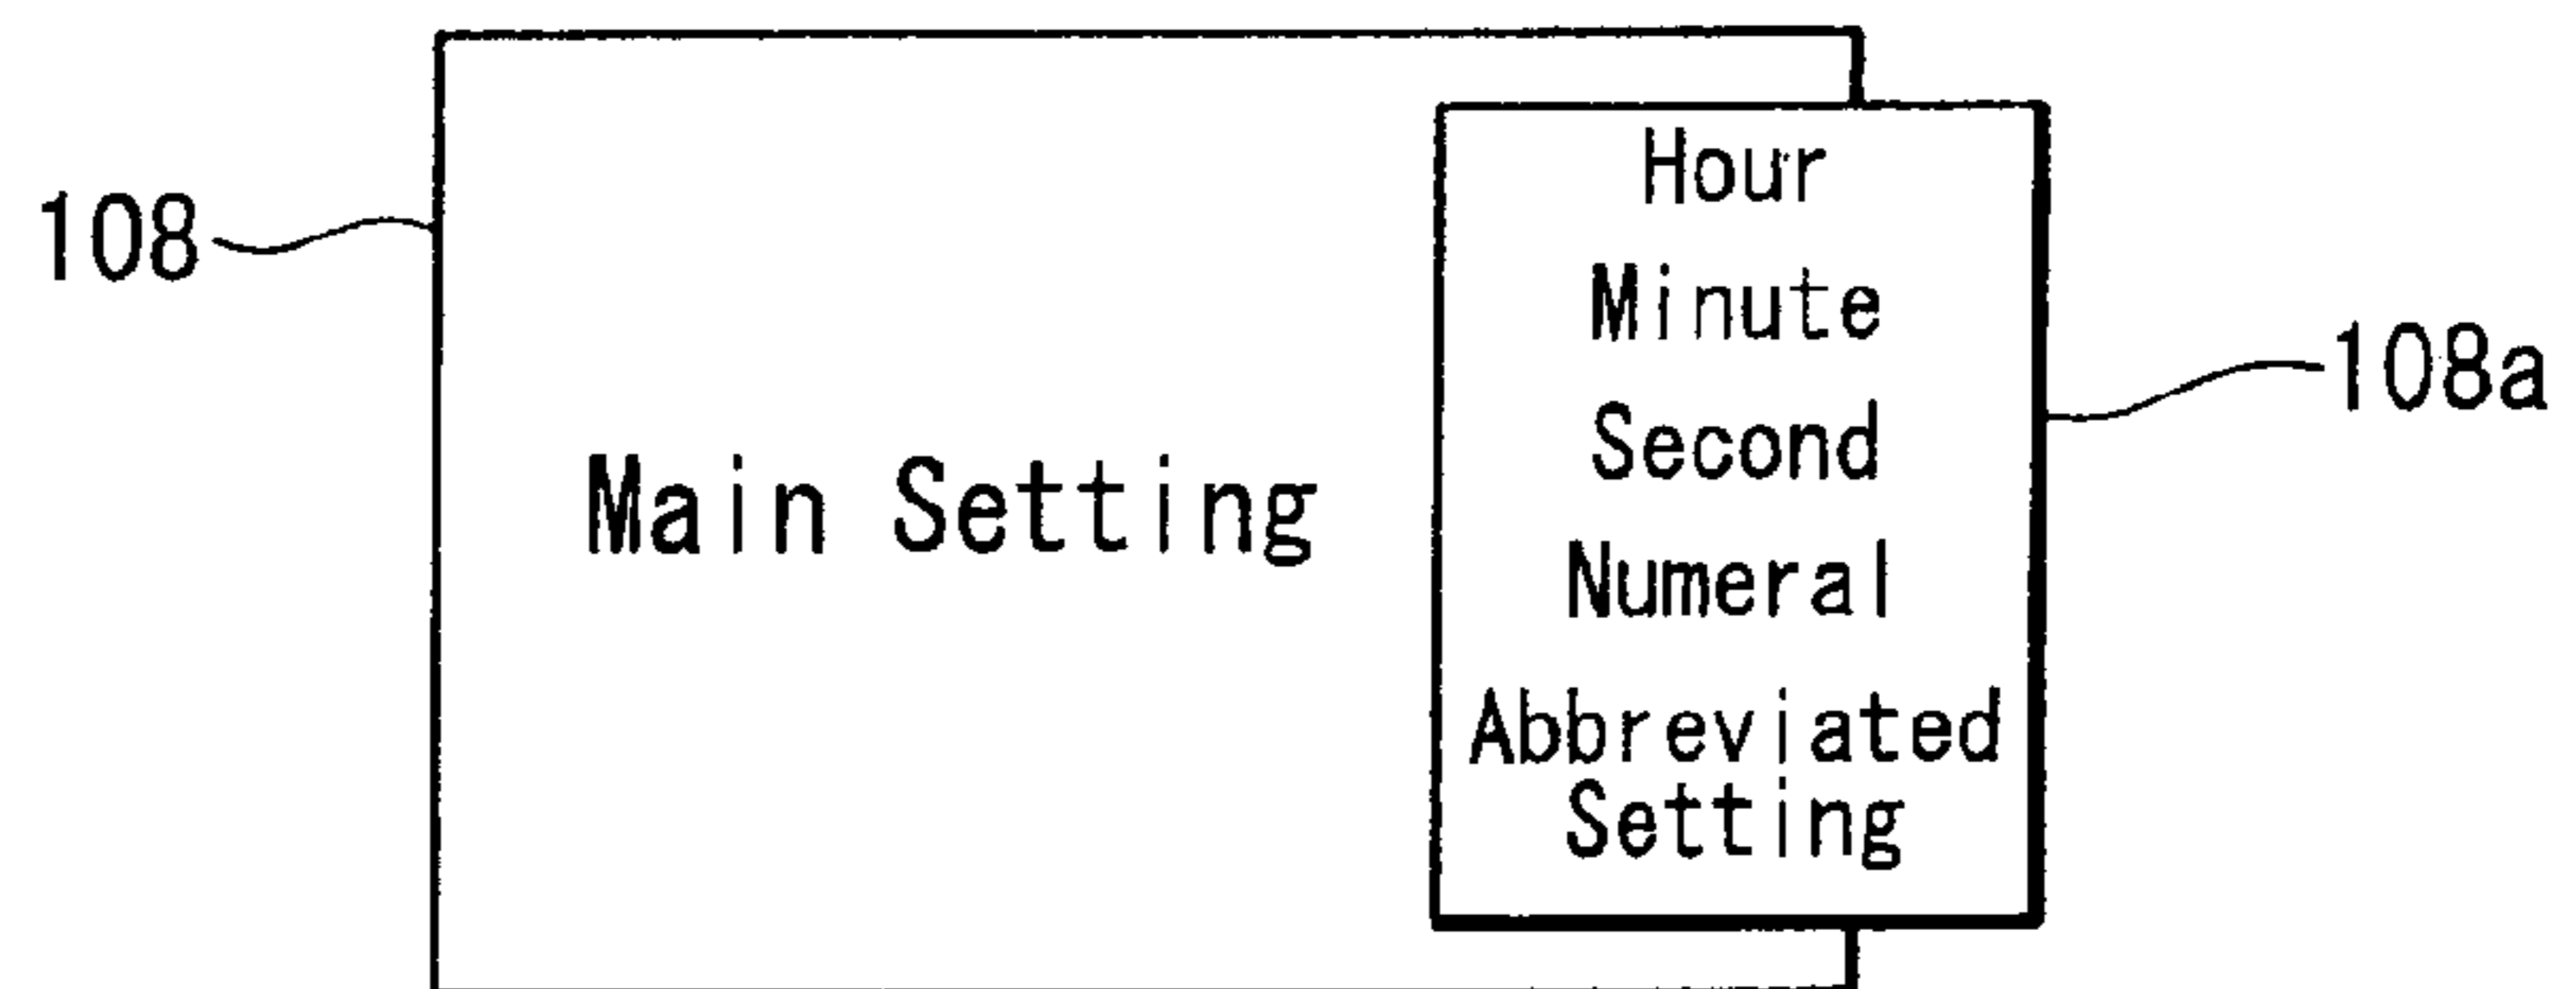 108
Main Setting
Hour
Minute
Second
Numeral
Abbreviated
Setting
108a